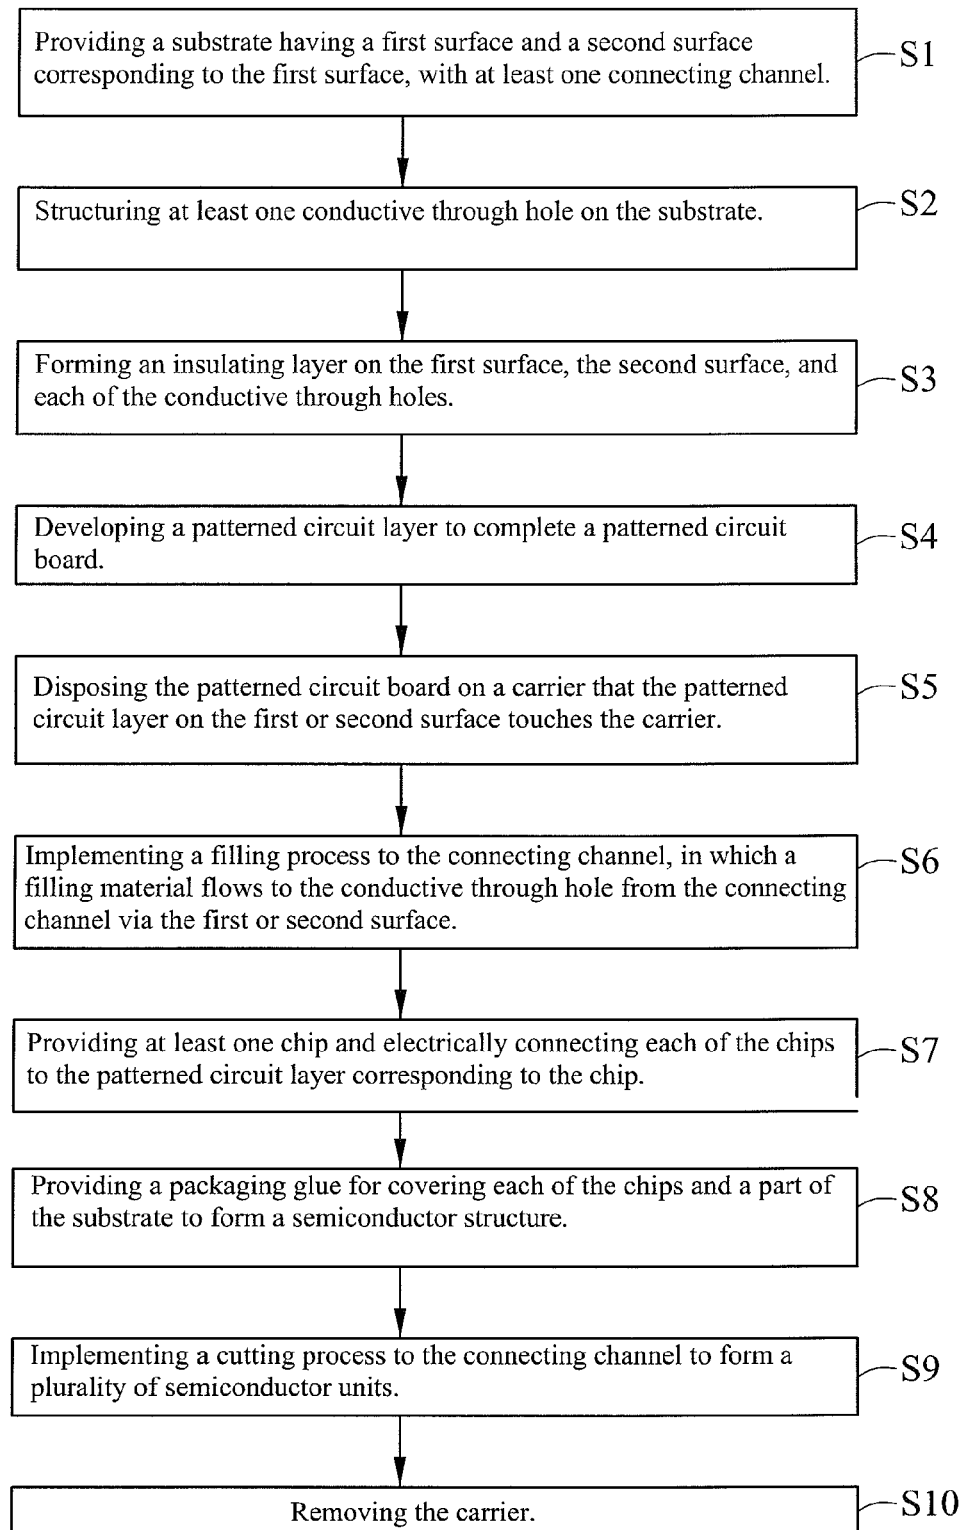 Providing a substrate having a first surface and a second surface
corresponding to the first surface, with at least one connecting channel.
S1
Structuring at least one conductive through hole on the substrate.
S2
Forming an insulating layer on the first surface, the second surface, and
each of the conductive through holes.
S3
Developing a patterned circuit layer to complete a patterned circuit
board.
S4
Disposing the patterned circuit board on a carrier that the patterned
circuit layer on the first or second surface touches the carrier.
S5
Implementing a filling process to the connecting channel, in which a
filling material flows to the conductive through hole from the connecting
channel via the first or second surface.
S6
Providing at least one chip and electrically connecting each of the chips
to the patterned circuit layer corresponding to the chip.
S7
Providing a packaging glue for covering each of the chips and a part of
the substrate to form a semiconductor structure.
S8
Implementing a cutting process to the connecting channel to form a
plurality of semiconductor units.
S9
Removing the carrier.
S10